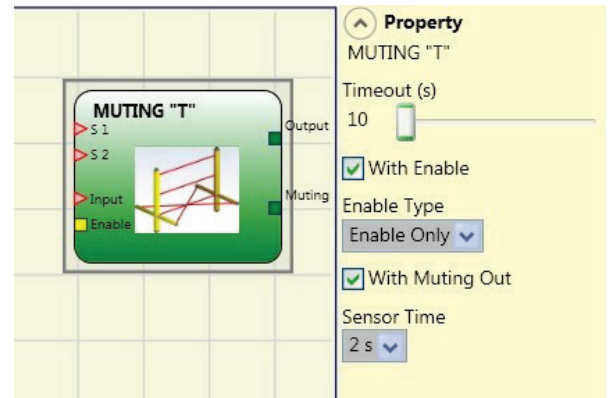 MUTING "T"
S 1
S 2
Input
Enable
Output
Muting
Property
MUTING "T"
Timeout (s)
10
With Enable
Enable Type
Enable Only
With Muting Out
Sensor Time
2 s